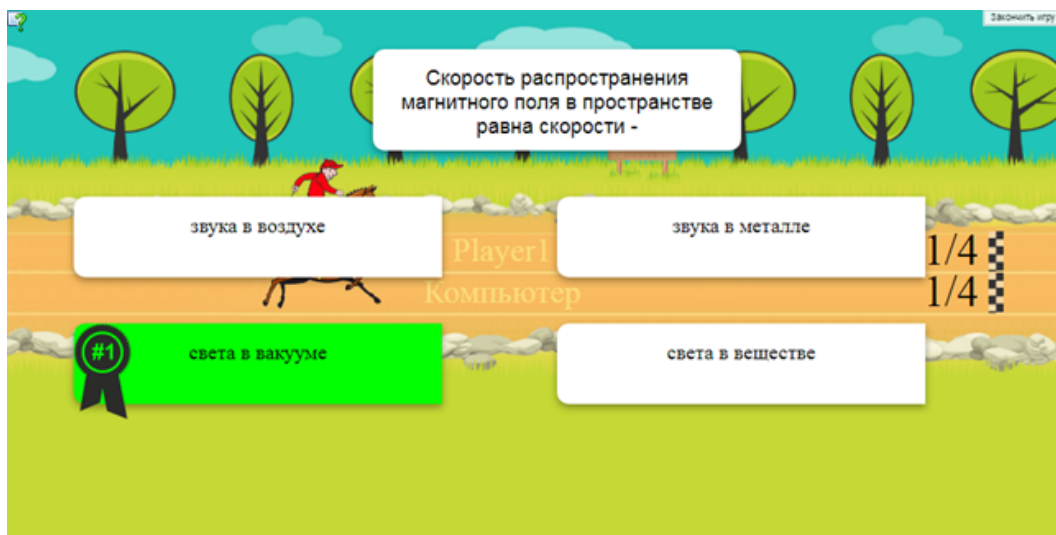 Закончить игру
Скорость распространения
магнитного поля в пространстве
равна скорости -
звука в воздухе
звука в металле
Player1
1/4
Компьютер
1/4
#1
света в вакууме
света в веществе